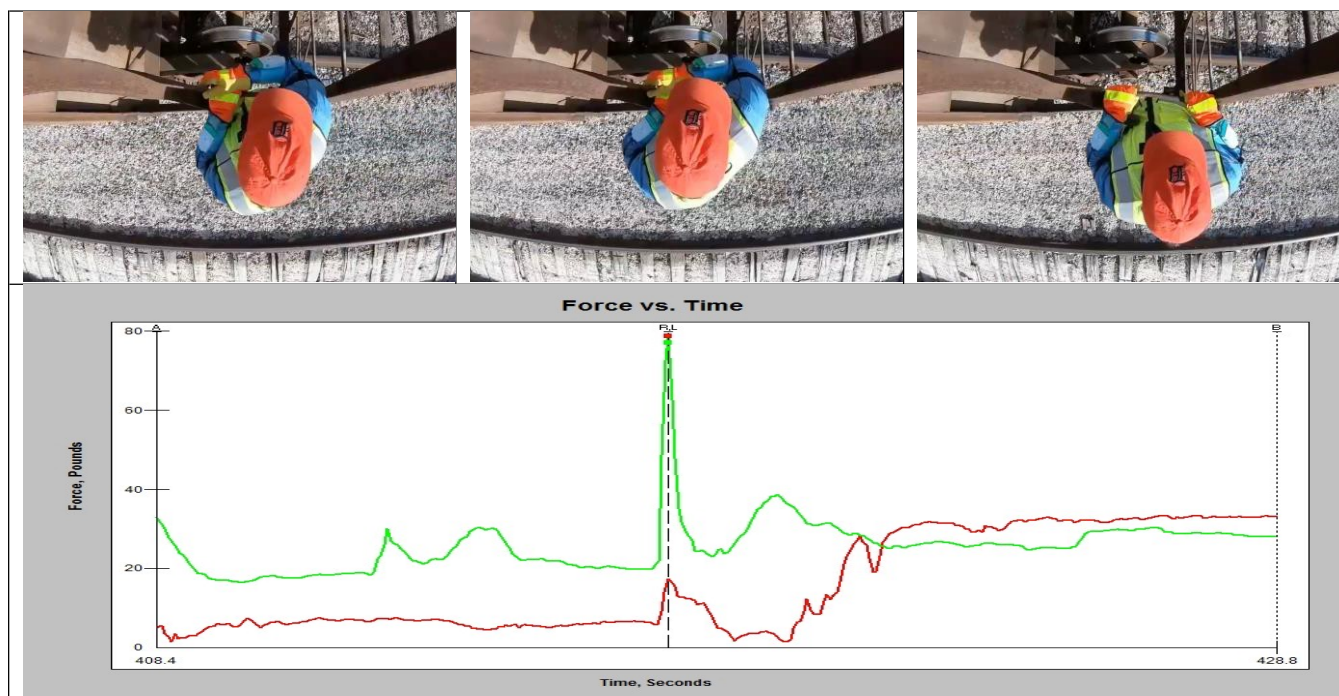 Force vs. Time
A
R,L
B
80
60
40
20
0
Force, Pounds
408.4
428.8
Time, Seconds